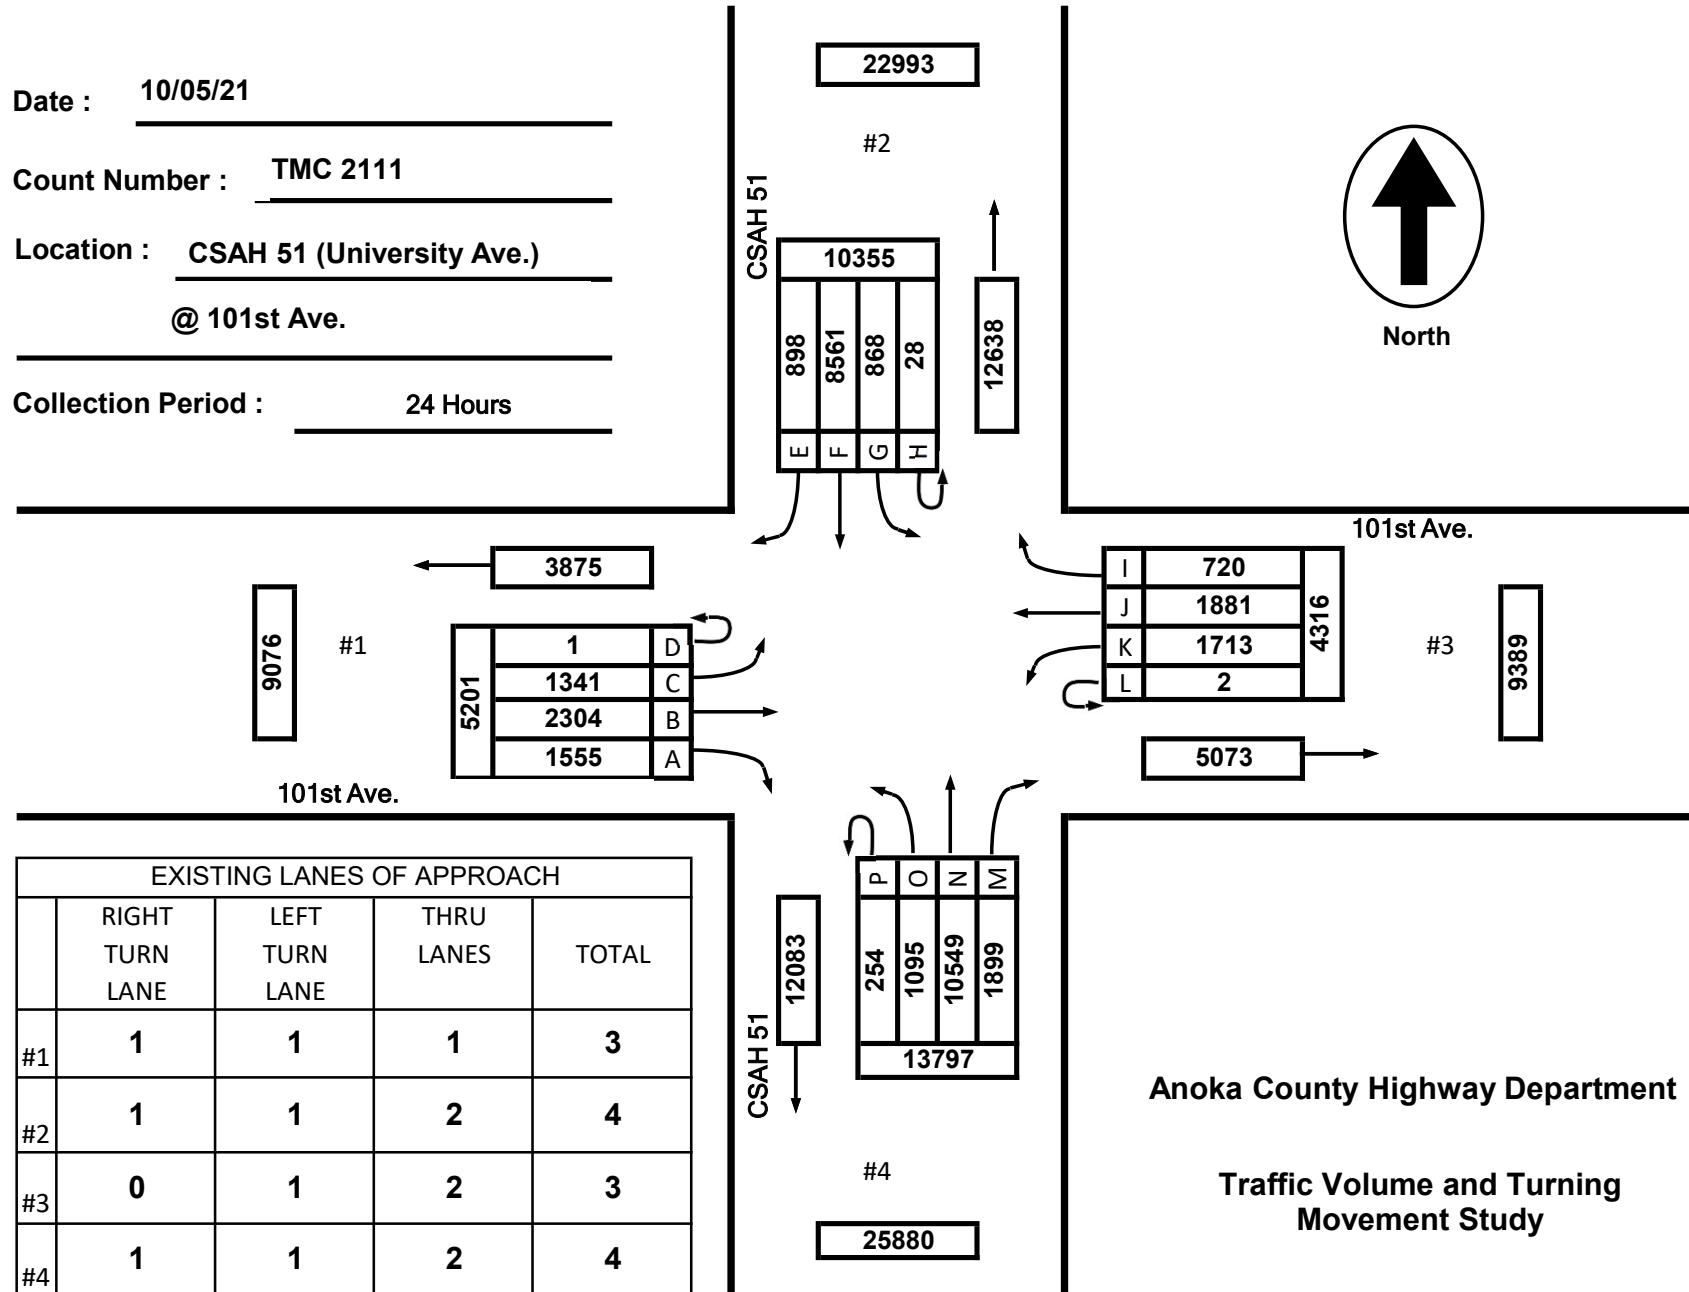 Date : 10/05/21
Count Number : TMC 2111
Location : CSAH 51 (University Ave.)
@ 101st Ave.
Collection Period : 24 Hours
22993
#2
CSAH 51
10355
898 8561 868 28
E F G H
12638
North
101st Ave.
3875
9076
#1
5201
1 D
1341 C
2304 B
1555 A
101st Ave.
I 720
J 1881
K 1713
L 2
4316
#3
9389
5073
P O N M
254 1095 10549 1899
13797
12083
CSAH 51
#4
25880
EXISTING LANES OF APPROACH
RIGHT LEFT THRU
TURN TURN LANES TOTAL
LANE LANE
#1 1 1 1 3
#2 1 1 2 4
#3 0 1 2 3
#4 1 1 2 4
Anoka County Highway Department
Traffic Volume and Turning
Movement Study